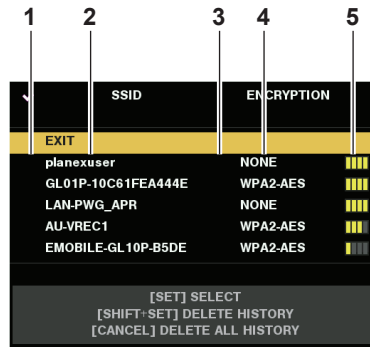 1 2 3 4 5
SSID ENCRYPTION
EXIT
planexuser NONE
GL01P-10C61FEA444E WPA2-AES
LAN-PWG_APR NONE
AU-VREC1 WPA2-AES
EMOBILE-GL10P-B5DE WPA2-AES
[SET] SELECT
[SHIFT+SET] DELETE HISTORY
[CANCEL] DELETE ALL HISTORY